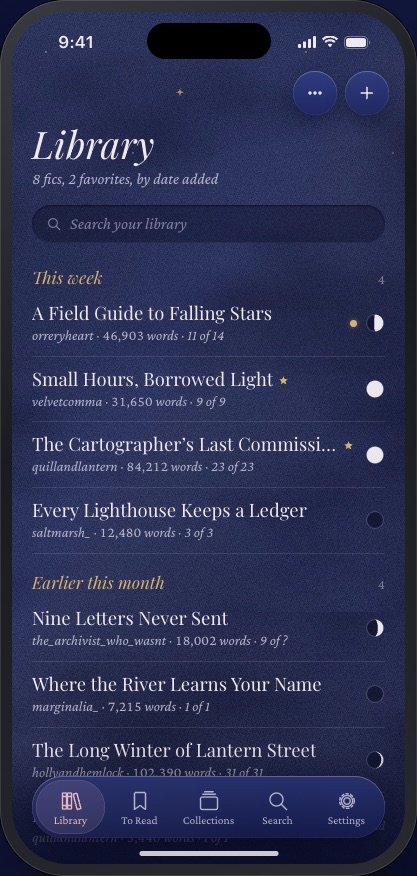 9:41
Library
8 fics, 2 favorites, by date added
Search your library
This week
4
A Field Guide to Falling Stars
orreryheart · 46,903 words · 11 of 14
Small Hours, Borrowed Light
velvetcomma · 31,650 words · 9 of 9
The Cartographer's Last Commissi...
quillandlantern · 84,212 words · 23 of 23
Every Lighthouse Keeps a Ledger
saltmarsh_ · 12,480 words · 3 of 3
Earlier this month
4
Nine Letters Never Sent
the_archivist_who_wasnt · 18,002 words · 9 of ?
Where the River Learns Your Name
marginalia_ · 7,215 words · 1 of 1
The Long Winter of Lantern Street
hollyandhemlock · 102,390 words · 31 of 31
Library
To Read
Collections
Search
Settings